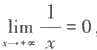 lim_{x→+∞} 1/x = 0,